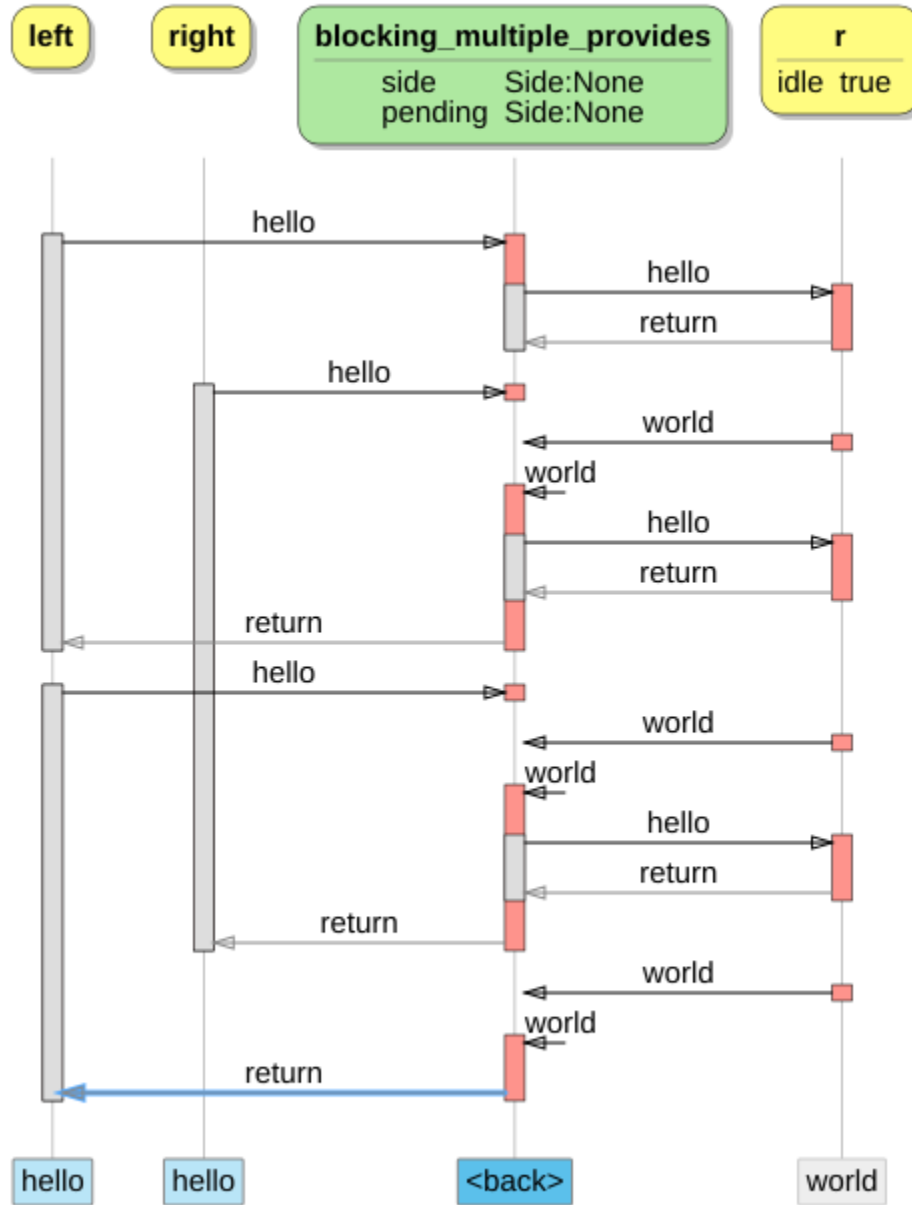 left right blocking_multiple_provides r
side Side:None idle true
pending Side:None
hello
hello
return
hello
world
world
hello
return
return
hello
world
world
hello
return
return
world
world
return
hello hello <back> world